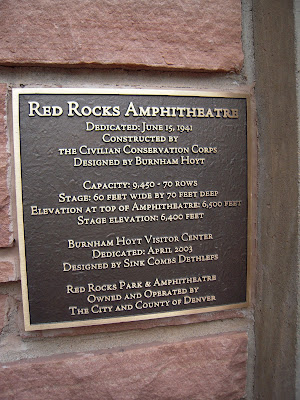 Red Rocks Amphitheatre
Dedicated: June 15, 1941
Constructed by
the Civilian Conservation Corps
Designed by Burnham Hoyt
Capacity: 9,450 - 70 rows
Stage: 60 feet wide by 70 feet deep
Elevation at top of Amphitheatre: 6,500 feet
Stage elevation: 6,400 feet
Burnham Hoyt Visitor Center
Dedicated: April 2003
Designed by Sink Combs Dethlefs
Red Rocks Park & Amphitheatre
Owned and Operated by
The City and County of Denver